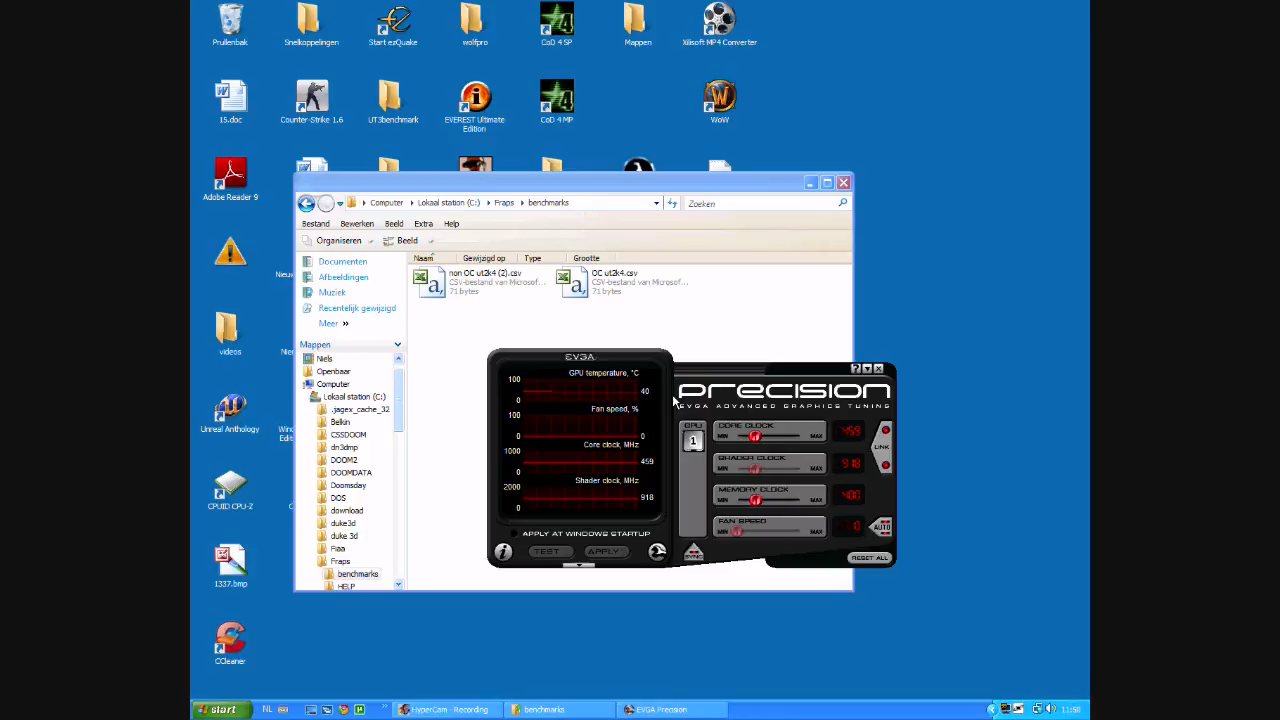 Prullenbak
Snelkoppelingen
Start ezQuake
wolfpro
CoD 4 SP
Mappen
Xilisoft MP4 Converter
15.doc
Counter-Strike 1.6
UT3benchmark
EVEREST Ultimate
Edition
CoD 4 MP
WoW
Adobe Reader 9
videos
Unreal Anthology
CPUID CPU-Z
1337.bmp
CCleaner
Computer
Lokaal station (C:)
Fraps
benchmarks
Zoeken
Bestand
Bewerken
Beeld
Extra
Help
Organiseren
Beeld
Naam
Gewijzigd op
Type
Grootte
Documenten
Afbeeldingen
Muziek
Recentelijk gewijzigd
Meer »
non OC ut2k4 (2).csv
CSV-bestand van Microsof...
71 bytes
OC ut2k4.csv
CSV-bestand van Microsof...
71 bytes
Mappen
Niels
Openbaar
Computer
Lokaal station (C:)
.jagex_cache_32
Belkin
CSSDOOM
dn3dmp
DOOM2
DOOMDATA
Doomsday
DOS
download
duke3d
duke 3d
Fraps
benchmarks
HELP
EVGA
GPU temperature, °C
100
40
0
Fan speed, %
100
0
0
Core clock, MHz
1000
459
0
Shader clock, MHz
2000
918
0
APPLY AT WINDOWS STARTUP
TEST
APPLY
precision
EVGA ADVANCED GRAPHICS TUNING
GPU
1
CORE CLOCK
MIN
MAX
459
SHADER CLOCK
MIN
MAX
918
LINK
MEMORY CLOCK
MIN
MAX
400
FAN SPEED
MIN
MAX
0
AUTO
SYNC
RESET ALL
start
NL
HyperCam - Recording
benchmarks
EVGA Precision
11:50